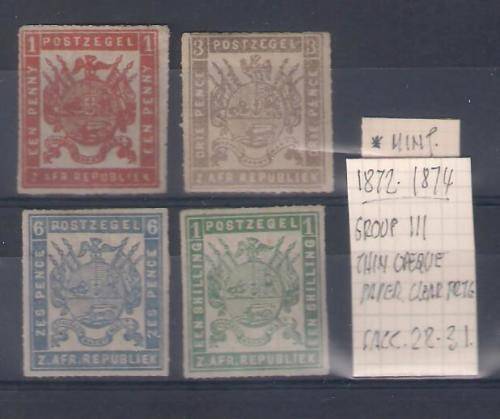 1 POSTZEGEL 1
EEN PENNY
EEN PENNY
Z. AFR. REPUBLIEK
3 POSTZEGEL 3
DRIE PENCE
DRIE PENCE
Z. AFR. REPUBLIEK
6 POSTZEGEL 6
ZES PENCE
ZES PENCE
Z. AFR. REPUBLIEK
1 POSTZEGEL 1
EEN SHILLING
EEN SHILLING
Z. AFR. REPUBLIEK
* MINT.
1872-1874
GROUP III
THIN OPAQUE
PAPER, CLEAR PRTG
FACC. 28-31.